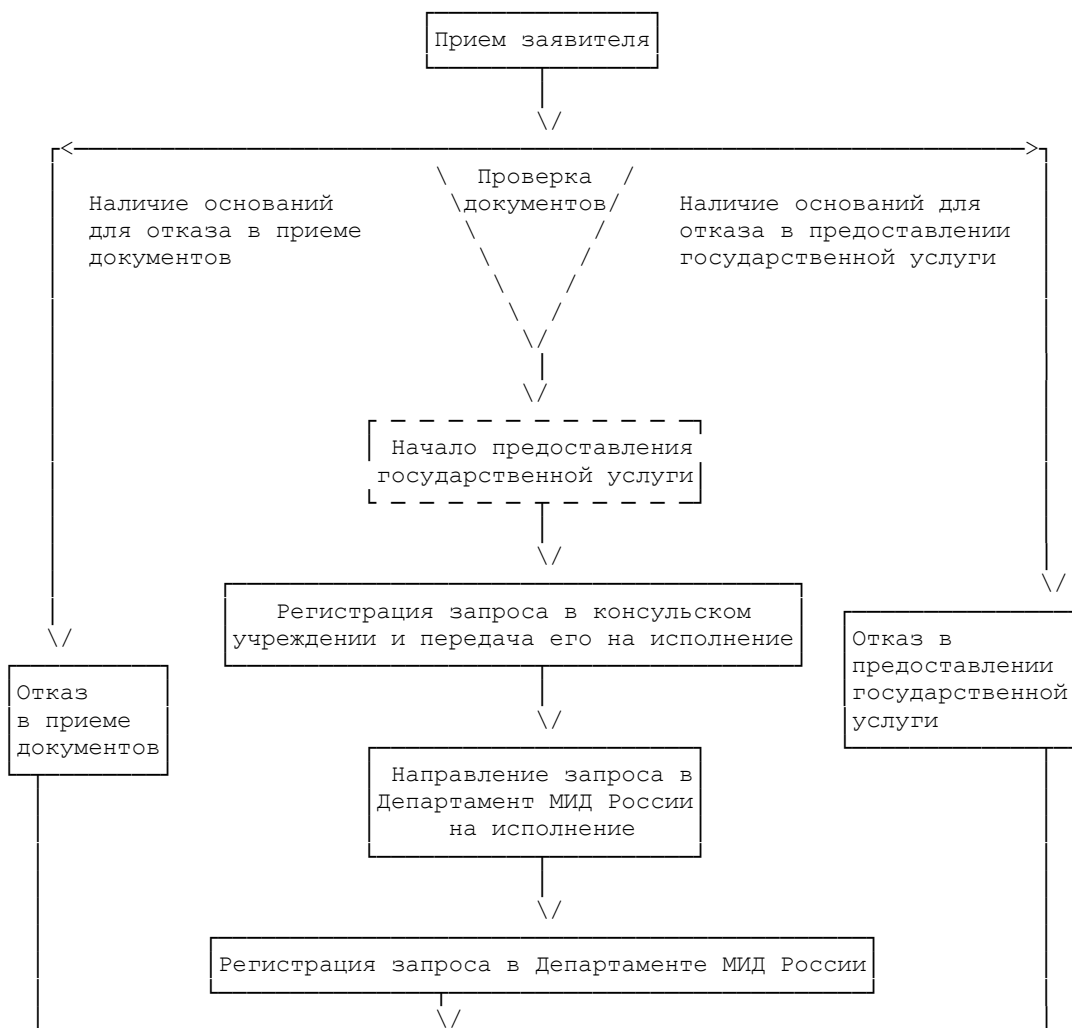 Прием заявителя
Проверка
документов
Наличие оснований
для отказа в приеме
документов
Наличие оснований для
отказа в предоставлении
государственной услуги
Начало предоставления
государственной услуги
Регистрация запроса в консульском
учреждении и передача его на исполнение
Отказ в
предоставлении
государственной
услуги
Отказ
в приеме
документов
Направление запроса в
Департамент МИД России
на исполнение
Регистрация запроса в Департаменте МИД России